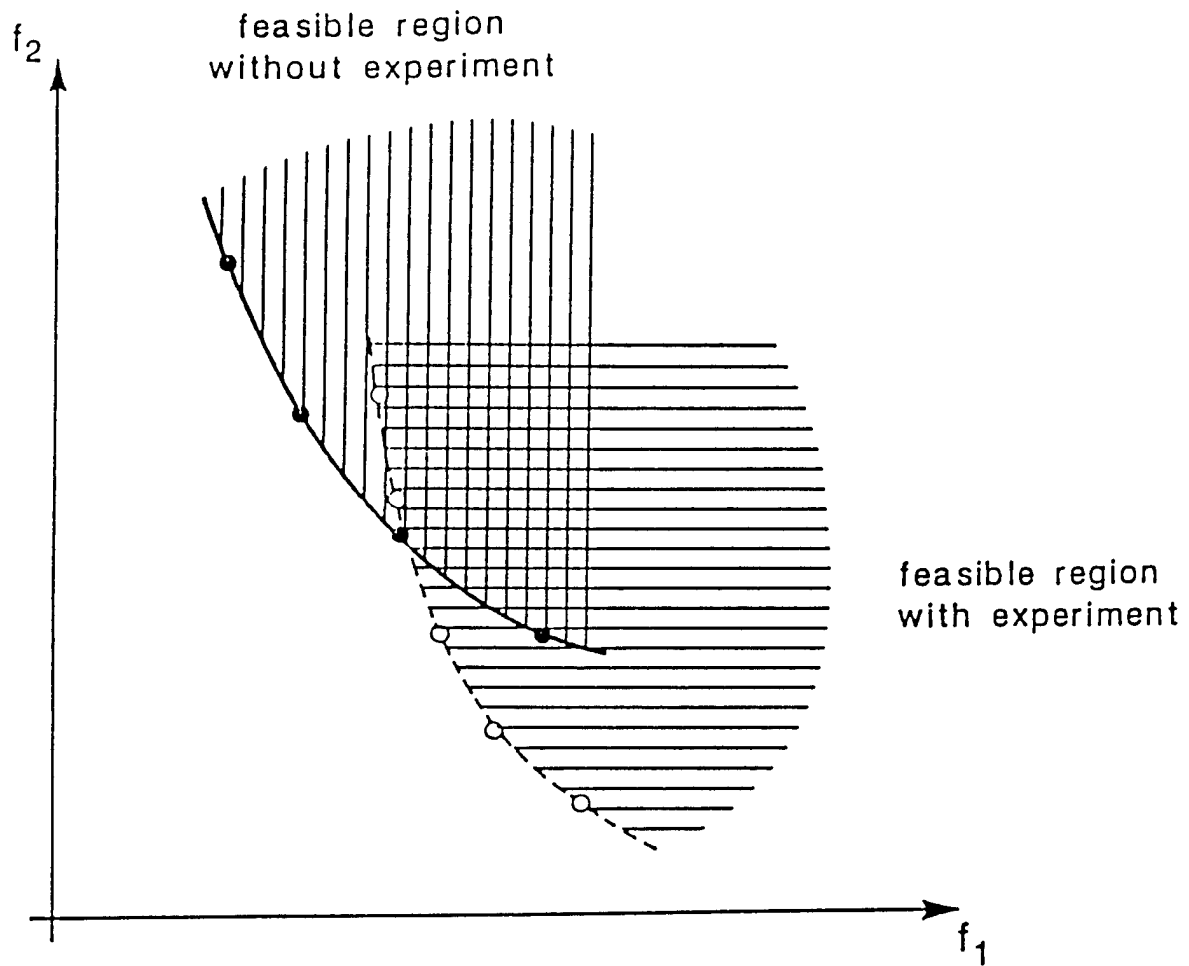 f2
feasible region
without experiment
feasible region
with experiment
f1